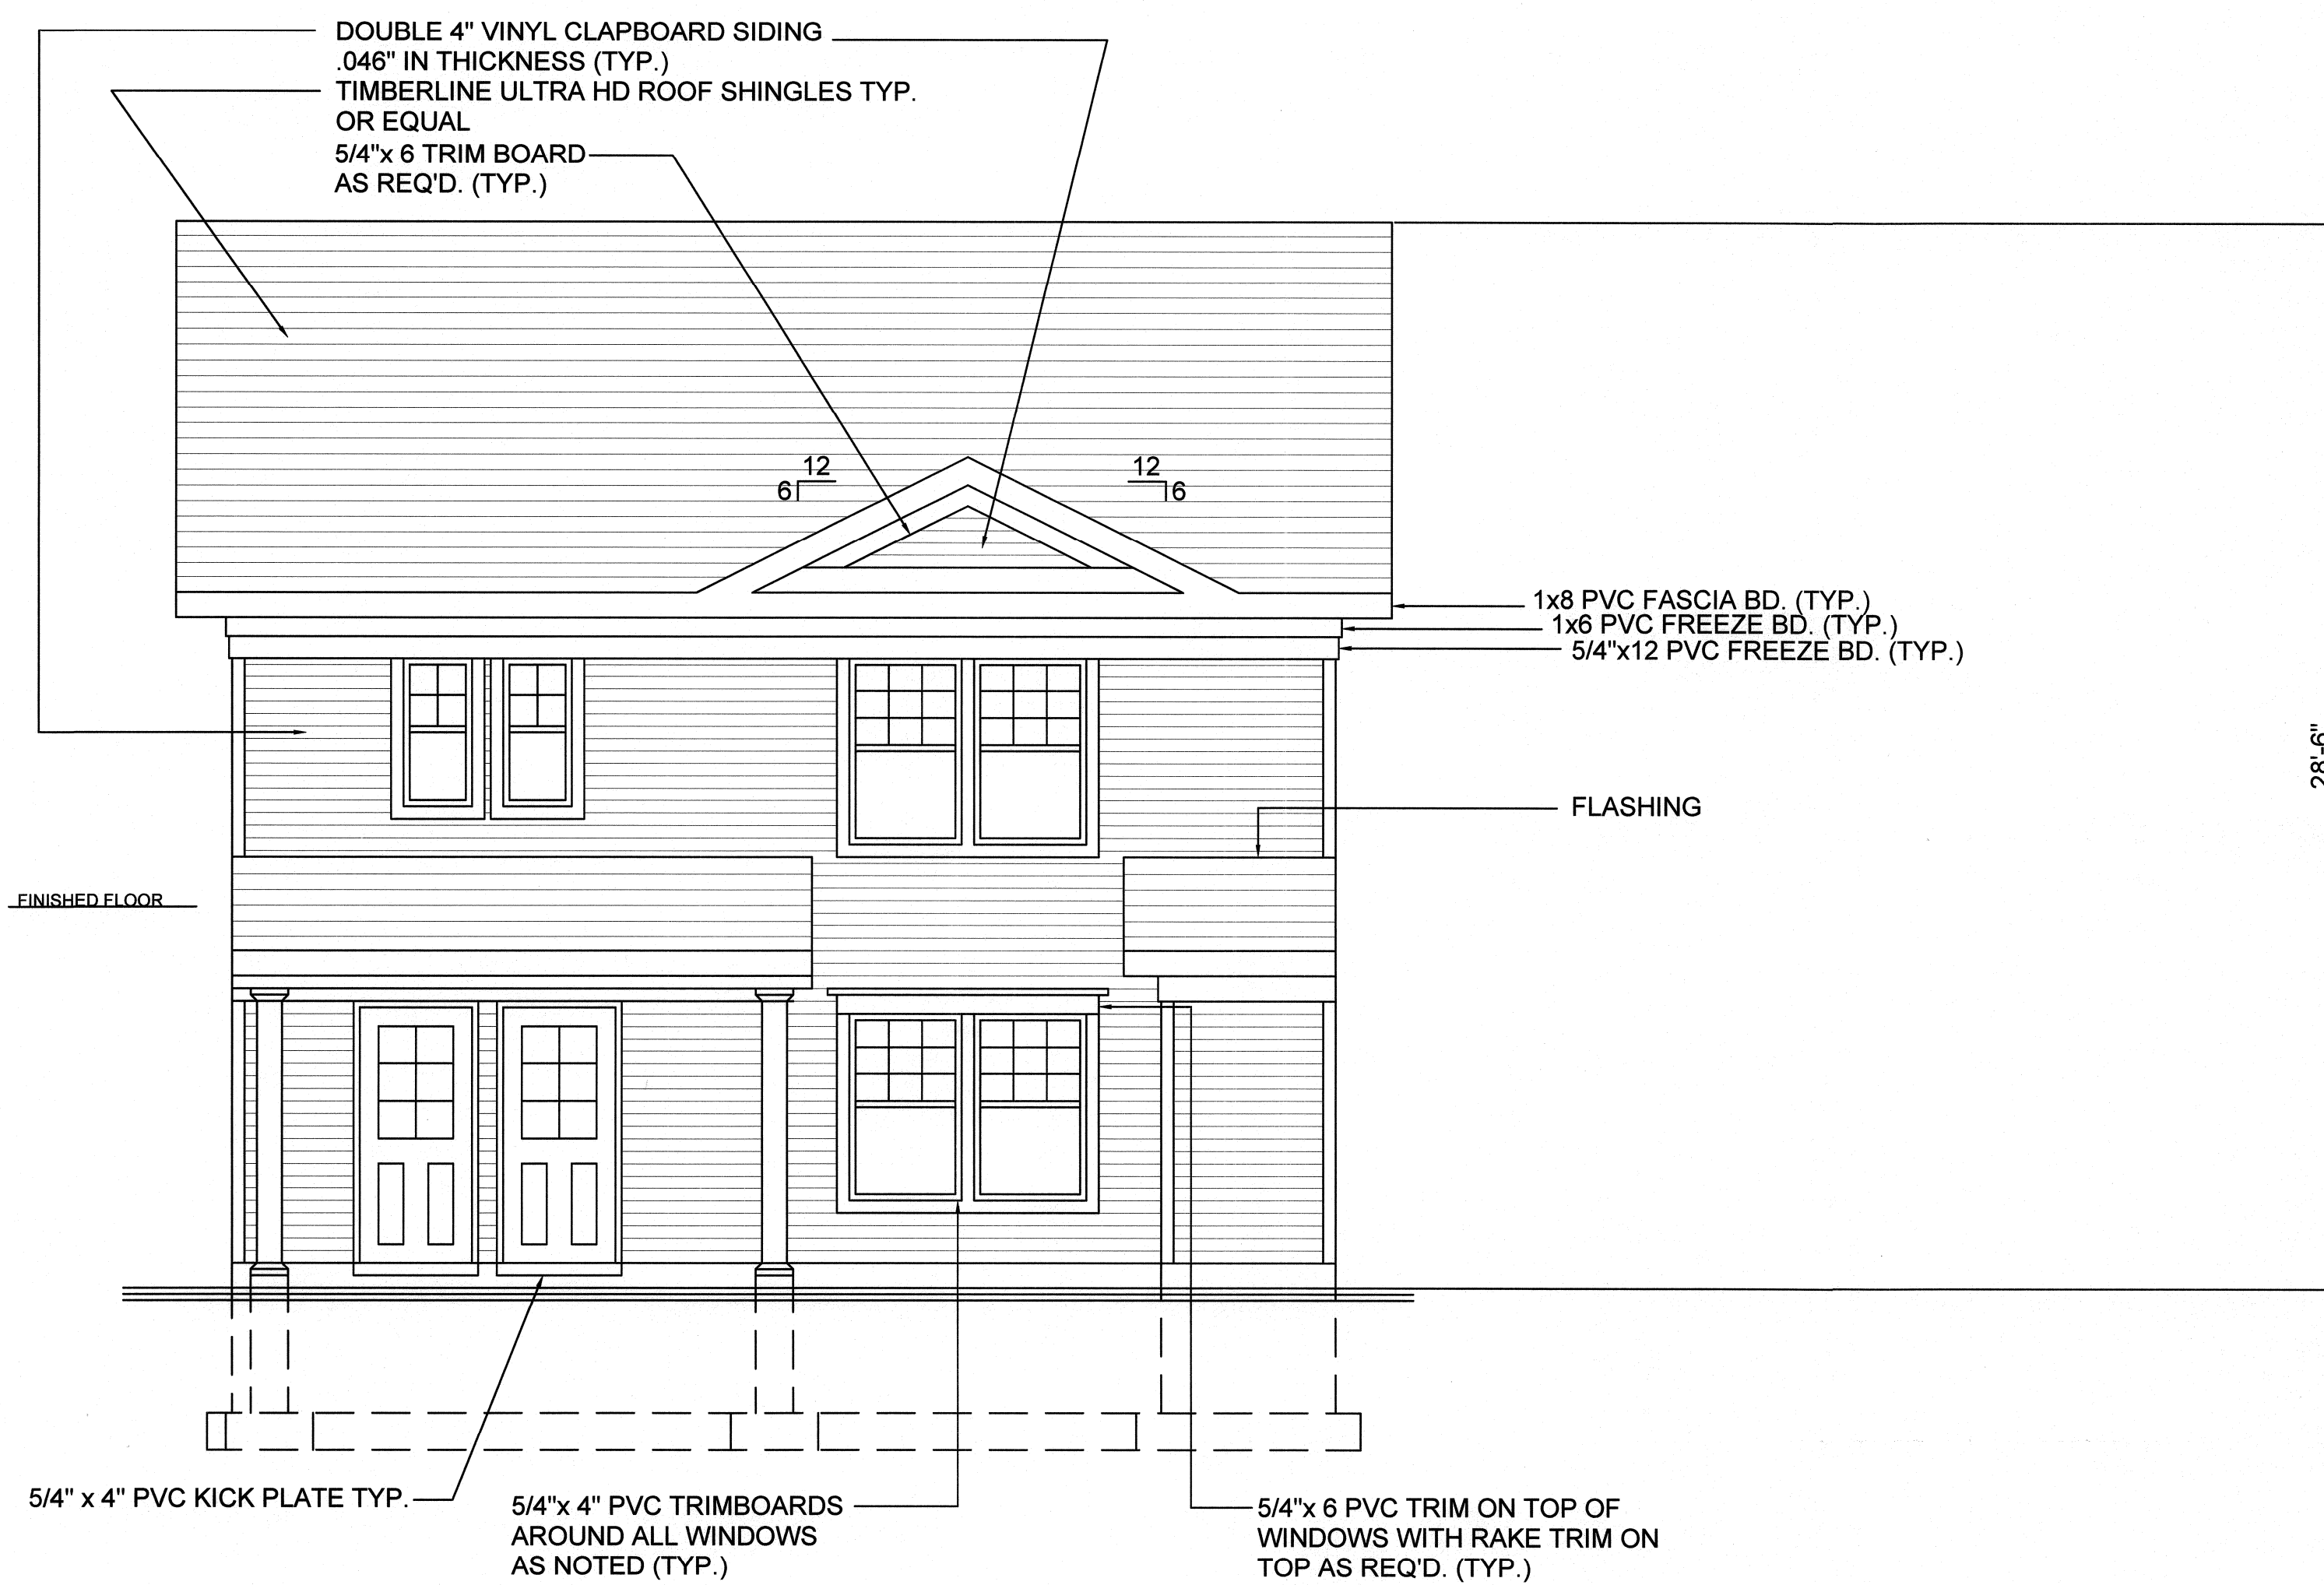 DOUBLE 4" VINYL CLAPBOARD SIDING
.046" IN THICKNESS (TYP.)
TIMBERLINE ULTRA HD ROOF SHINGLES TYP.
OR EQUAL
5/4"x 6 TRIM BOARD
AS REQ'D. (TYP.)
12
6
12
6
1x8 PVC FASCIA BD. (TYP.)
1x6 PVC FREEZE BD. (TYP.)
5/4"x12 PVC FREEZE BD. (TYP.)
28'-6"
FLASHING
FINISHED FLOOR
5/4" x 4" PVC KICK PLATE TYP.
5/4"x 4" PVC TRIMBOARDS
AROUND ALL WINDOWS
AS NOTED (TYP.)
5/4"x 6 PVC TRIM ON TOP OF
WINDOWS WITH RAKE TRIM ON
TOP AS REQ'D. (TYP.)